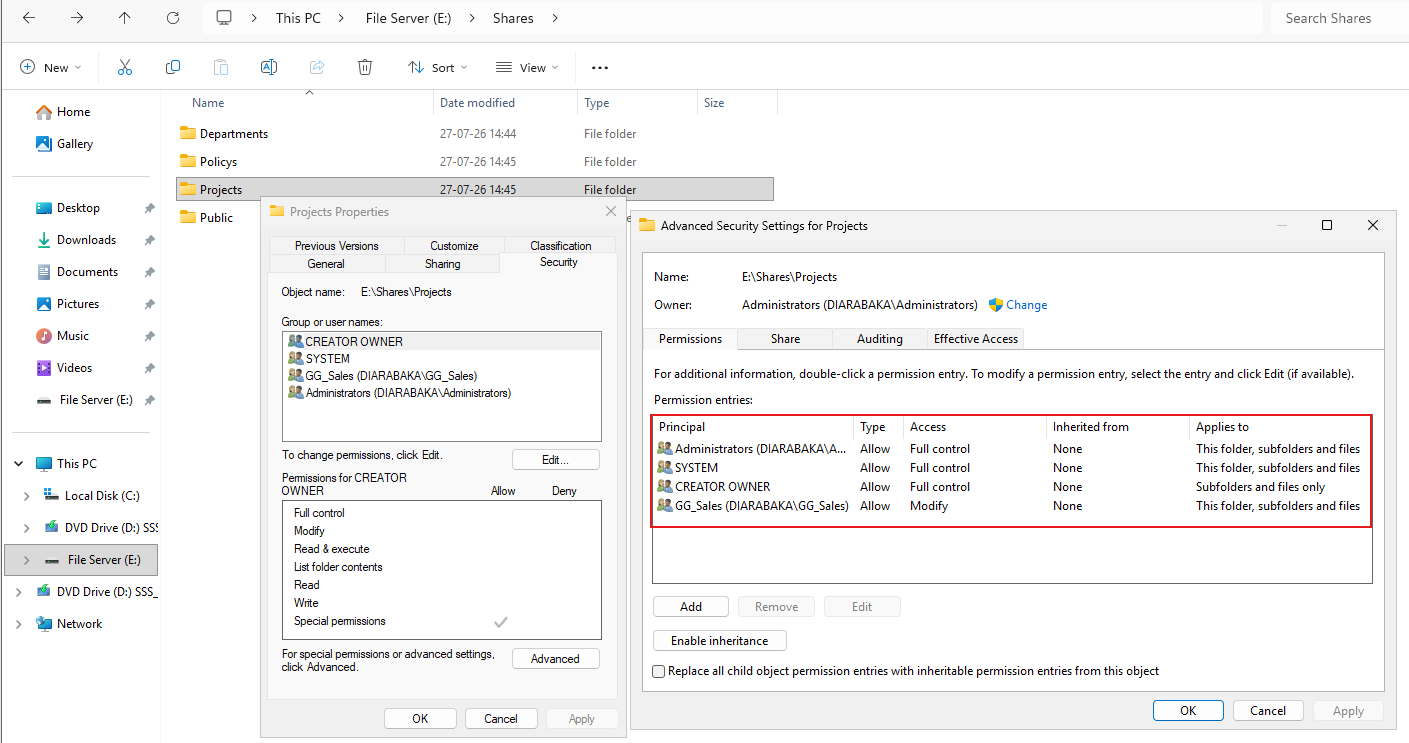 This PC > File Server (E:) > Shares >
Search Shares
New
Sort
View
Home
Gallery
Desktop
Downloads
Documents
Pictures
Music
Videos
File Server (E:)
This PC
Local Disk (C:)
DVD Drive (D:) SSS
File Server (E:)
DVD Drive (D:) SSS_
Network
Name Date modified Type Size
Departments 27-07-26 14:44 File folder
Policys 27-07-26 14:45 File folder
Projects 27-07-26 14:45 File folder
Public
Projects Properties
Previous Versions Customize Classification
General Sharing Security
Object name: E:\Shares\Projects
Group or user names:
CREATOR OWNER
SYSTEM
GG_Sales (DIARABAKA\GG_Sales)
Administrators (DIARABAKA\Administrators)
To change permissions, click Edit.
Edit...
Permissions for CREATOR
OWNER Allow Deny
Full control
Modify
Read & execute
List folder contents
Read
Write
Special permissions
For special permissions or advanced settings,
click Advanced.
Advanced
OK Cancel Apply
Advanced Security Settings for Projects
Name: E:\Shares\Projects
Owner: Administrators (DIARABAKA\Administrators) Change
Permissions Share Auditing Effective Access
For additional information, double-click a permission entry. To modify a permission entry, select the entry and click Edit (if available).
Permission entries:
Principal Type Access Inherited from Applies to
Administrators (DIARABAKA\A... Allow Full control None This folder, subfolders and files
SYSTEM Allow Full control None This folder, subfolders and files
CREATOR OWNER Allow Full control None Subfolders and files only
GG_Sales (DIARABAKA\GG_Sales) Allow Modify None This folder, subfolders and files
Add Remove Edit
Enable inheritance
Replace all child object permission entries with inheritable permission entries from this object
OK Cancel Apply